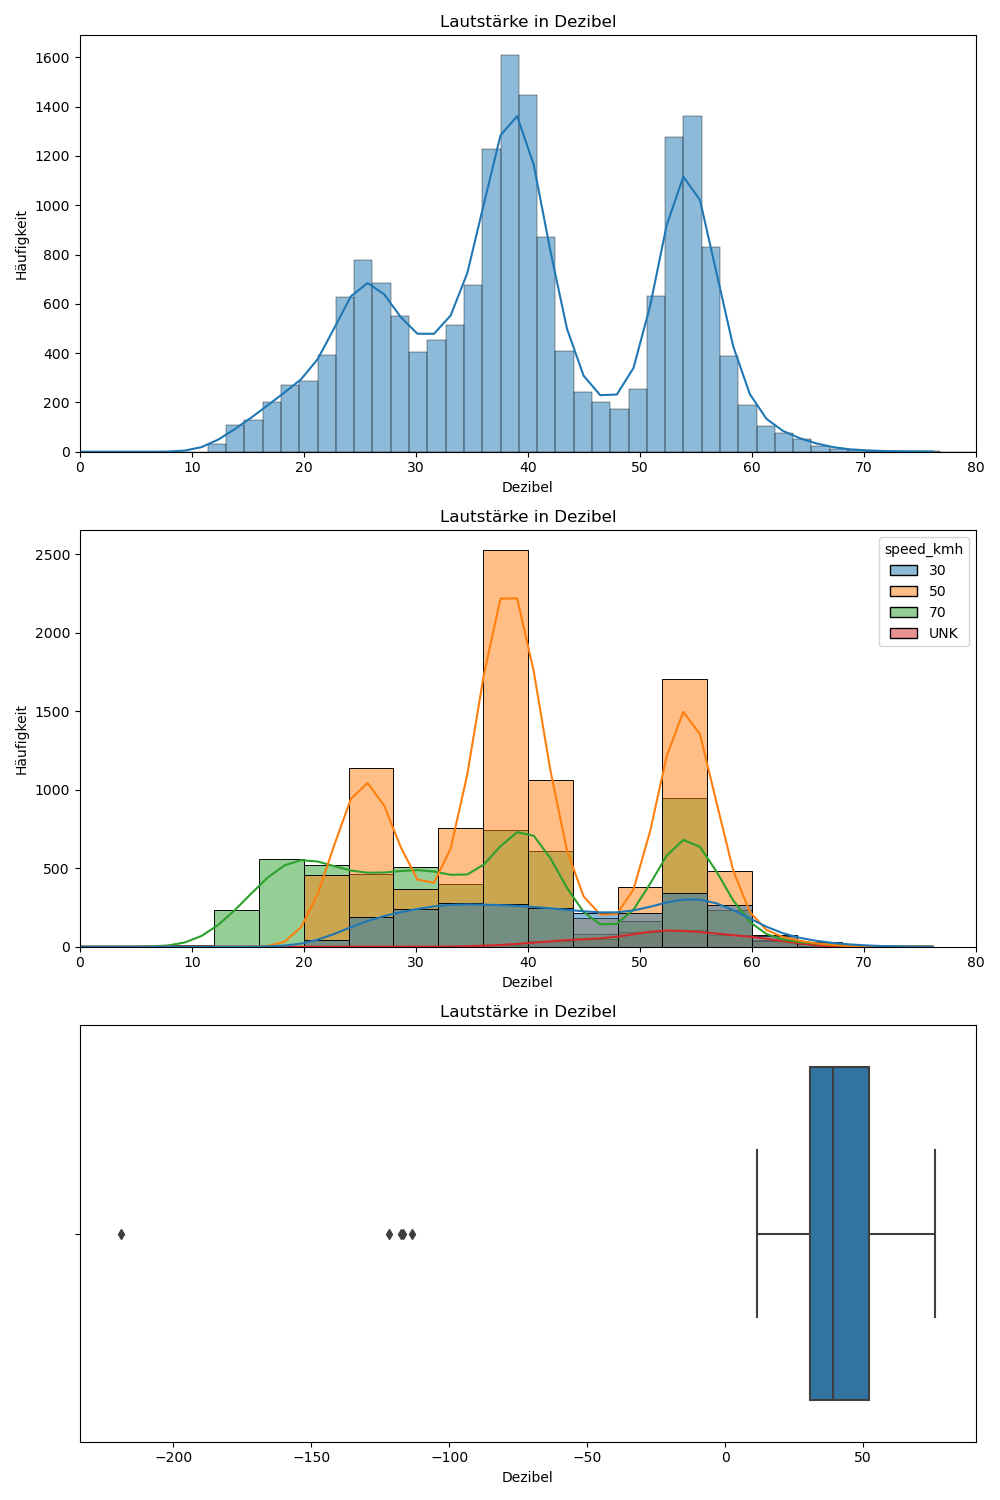 Lautstärke in Dezibel
1600
1400
1200
1000
800
600
400
200
0
Häufigkeit
0 10 20 30 40 50 60 70 80
Dezibel
Lautstärke in Dezibel
2500
2000
1500
1000
500
0
Häufigkeit
speed_kmh
30
50
70
UNK
0 10 20 30 40 50 60 70 80
Dezibel
Lautstärke in Dezibel
−200 −150 −100 −50 0 50
Dezibel